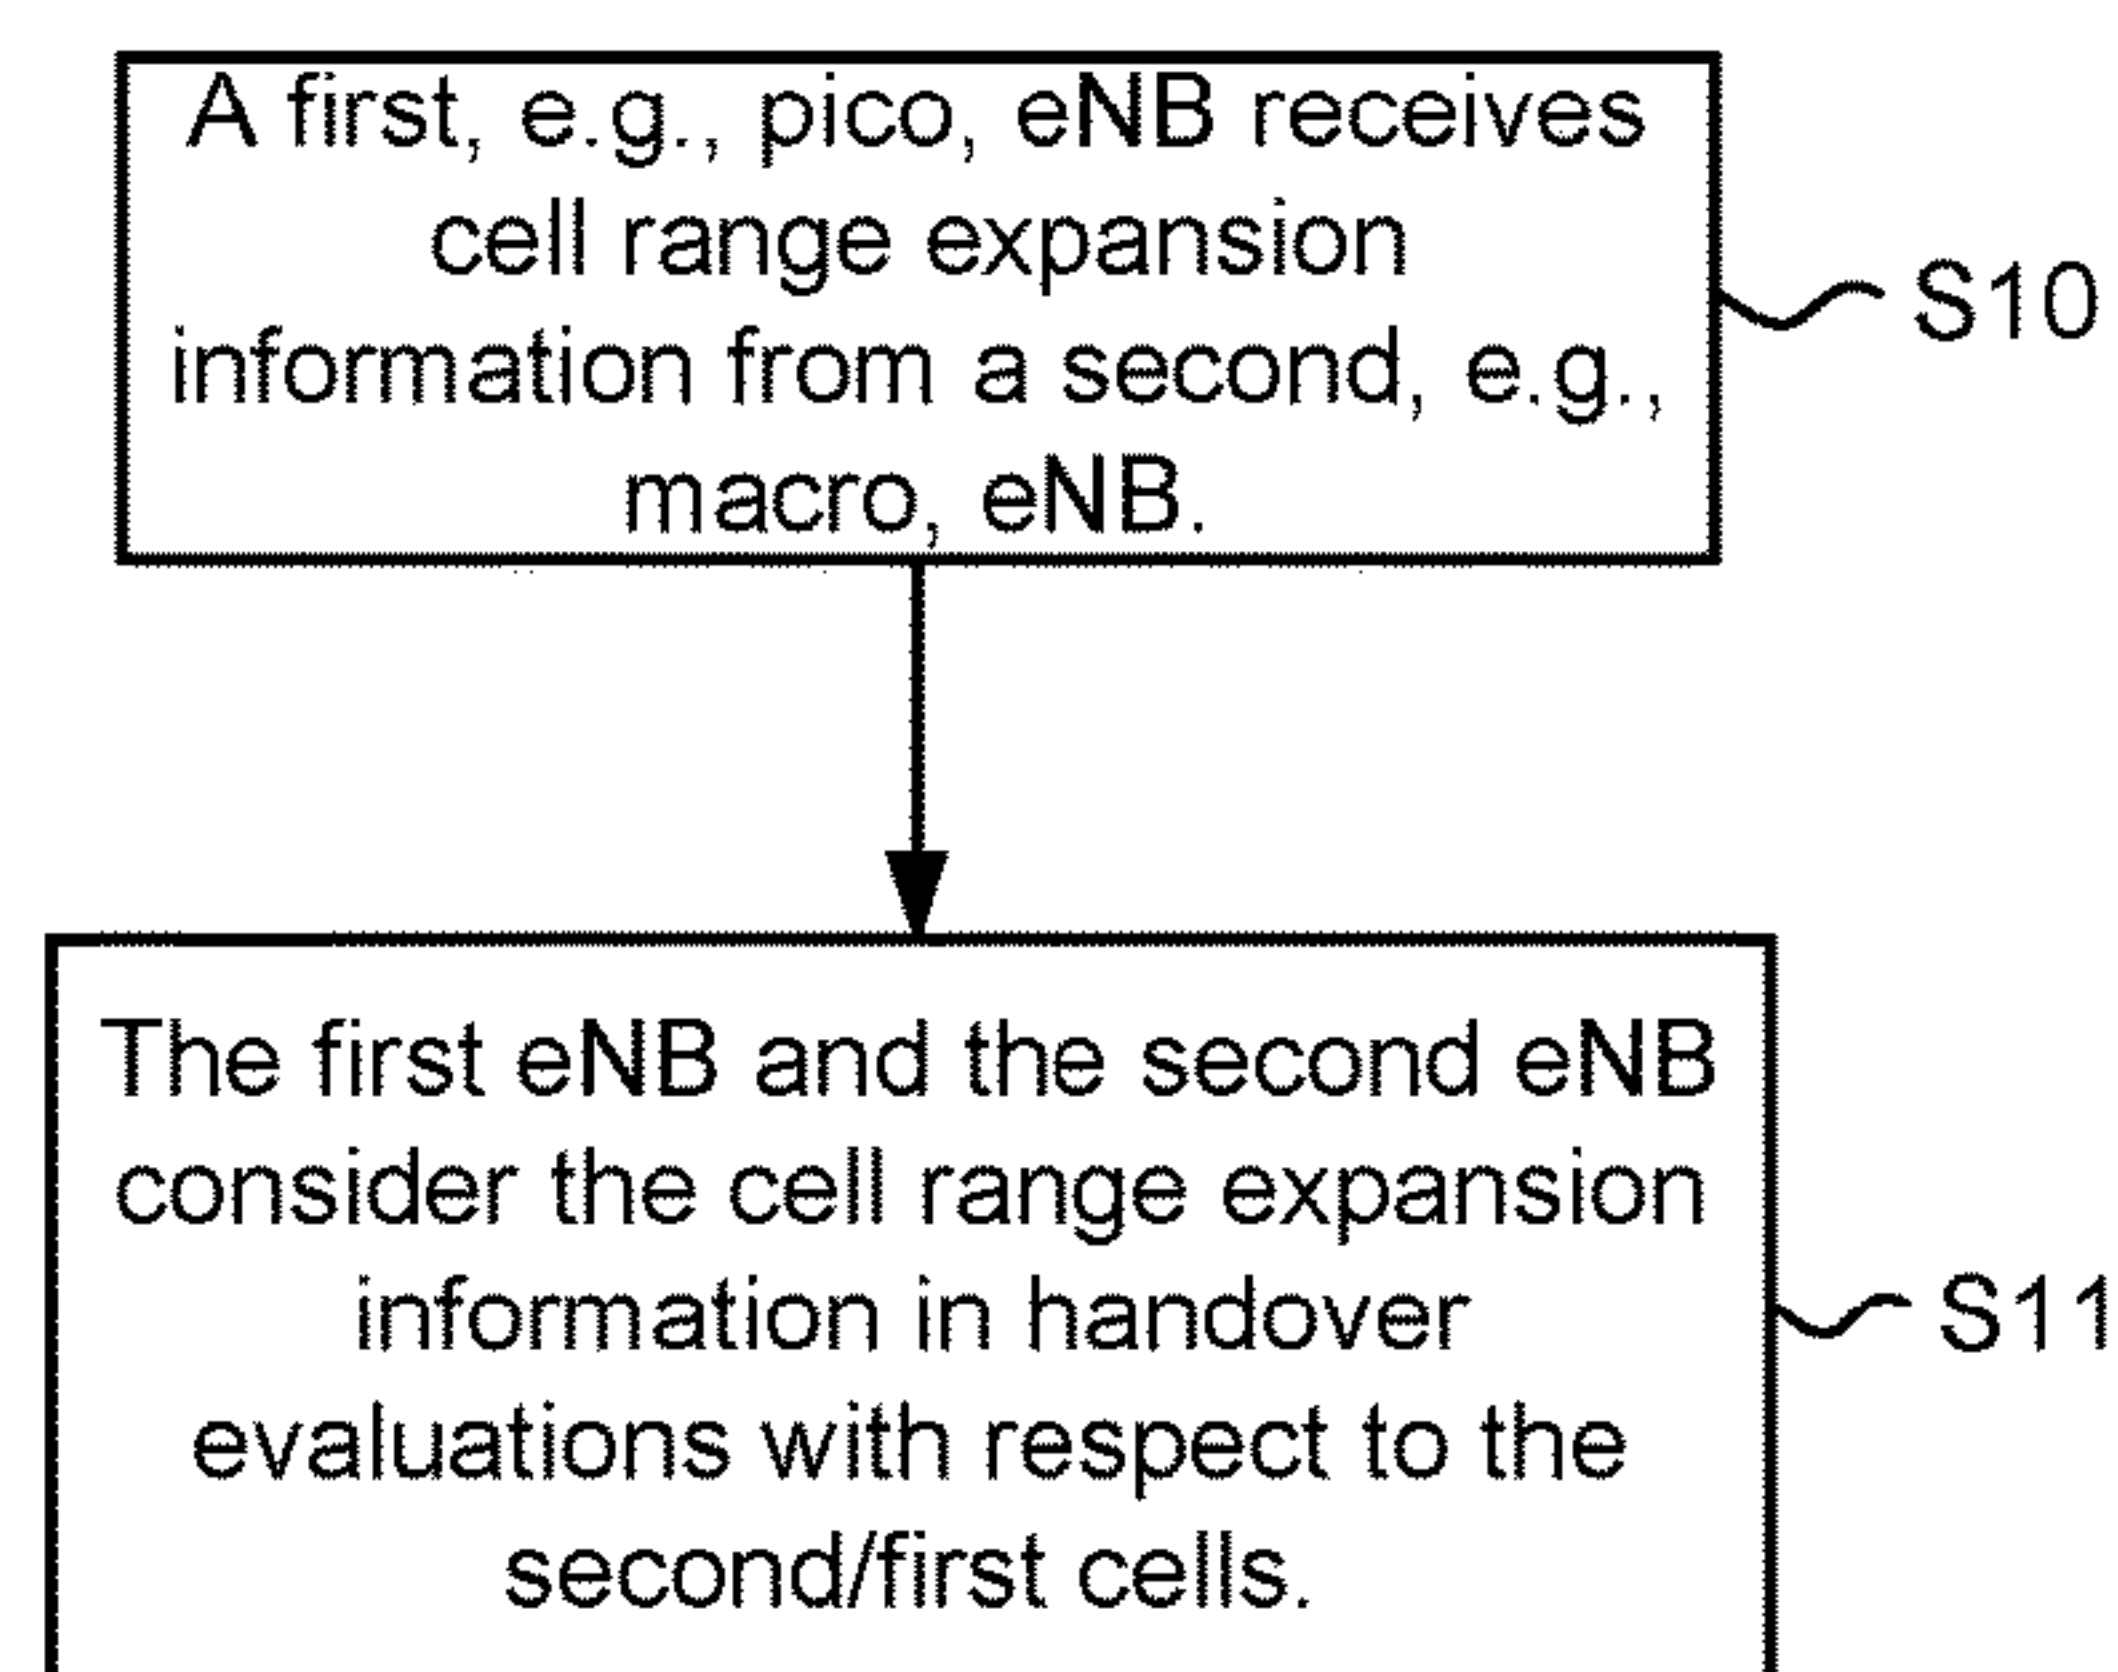 A first, e.g., pico, eNB receives
cell range expansion
information from a second, e.g.,
macro, eNB.
S10
The first eNB and the second eNB
consider the cell range expansion
information in handover
evaluations with respect to the
second/first cells.
S11